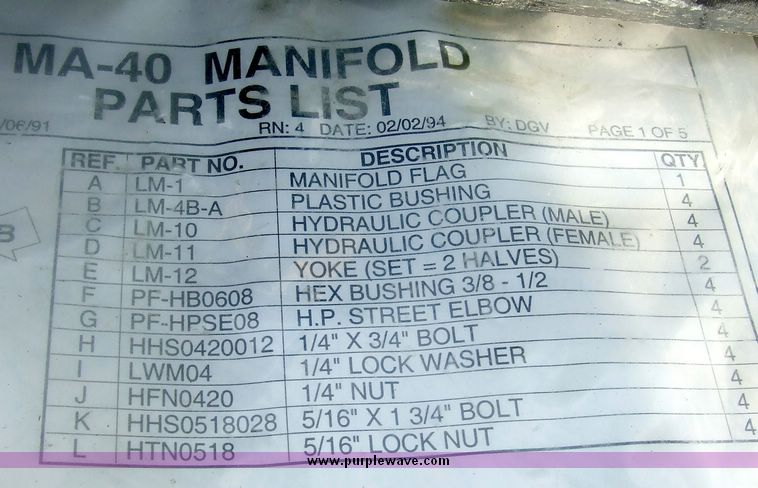 MA-40 MANIFOLD
PARTS LIST
/06/91 RN: 4 DATE: 02/02/94 BY: DGV PAGE 1 OF 5
REF. PART NO. DESCRIPTION QTY
A LM-1 MANIFOLD FLAG 1
B LM-4B-A PLASTIC BUSHING 4
C LM-10 HYDRAULIC COUPLER (MALE) 4
D LM-11 HYDRAULIC COUPLER (FEMALE) 4
E LM-12 YOKE (SET = 2 HALVES) 2
F PF-HB0608 HEX BUSHING 3/8 - 1/2 4
G PF-HPSE08 H.P. STREET ELBOW 4
H HHS0420012 1/4" X 3/4" BOLT 4
I LWM04 1/4" LOCK WASHER 4
J HFN0420 1/4" NUT 4
K HHS0518028 5/16" X 1 3/4" BOLT 4
L HTN0518 5/16" LOCK NUT 4
B
www.purplewave.com